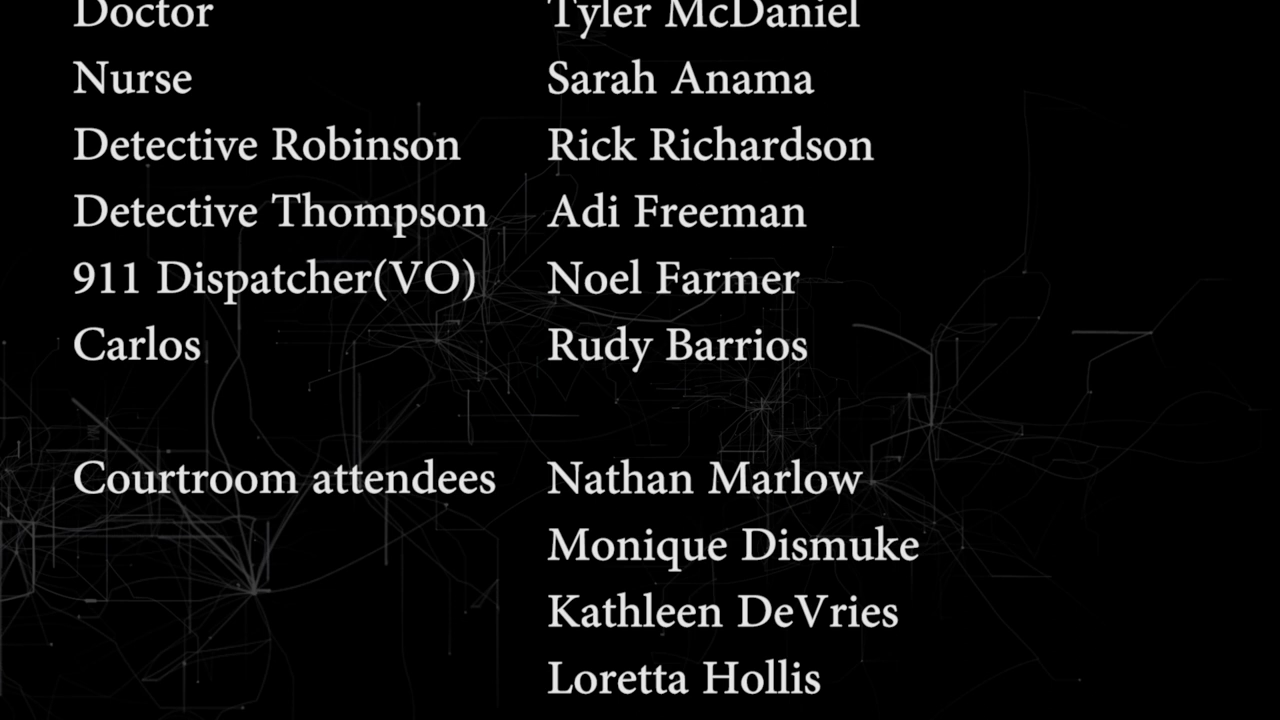 Doctor Tyler McDaniel
Nurse Sarah Anama
Detective Robinson Rick Richardson
Detective Thompson Adi Freeman
911 Dispatcher(VO) Noel Farmer
Carlos Rudy Barrios
Courtroom attendees Nathan Marlow
Monique Dismuke
Kathleen DeVries
Loretta Hollis